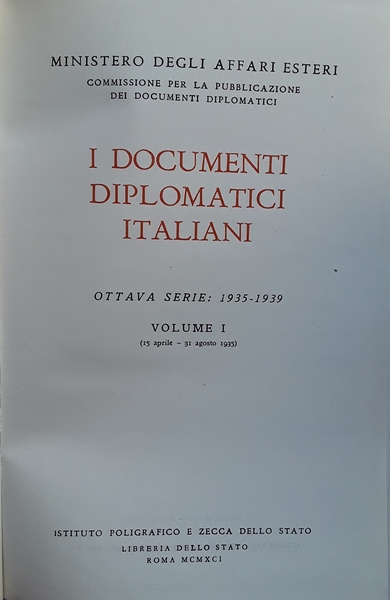 MINISTERO DEGLI AFFARI ESTERI
COMMISSIONE PER LA PUBBLICAZIONE
DEI DOCUMENTI DIPLOMATICI
I DOCUMENTI
DIPLOMATICI
ITALIANI
OTTAVA SERIE: 1935-1939
VOLUME I
(15 aprile – 31 agosto 1935)
ISTITUTO POLIGRAFICO E ZECCA DELLO STATO
LIBRERIA DELLO STATO
ROMA MCMXCI